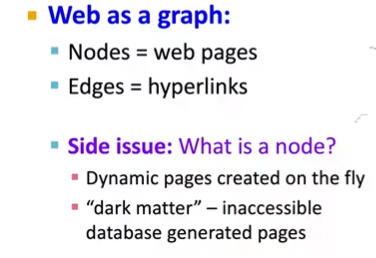 Web as a graph:
Nodes = web pages
Edges = hyperlinks
Side issue: What is a node?
Dynamic pages created on the fly
“dark matter” – inaccessible
database generated pages